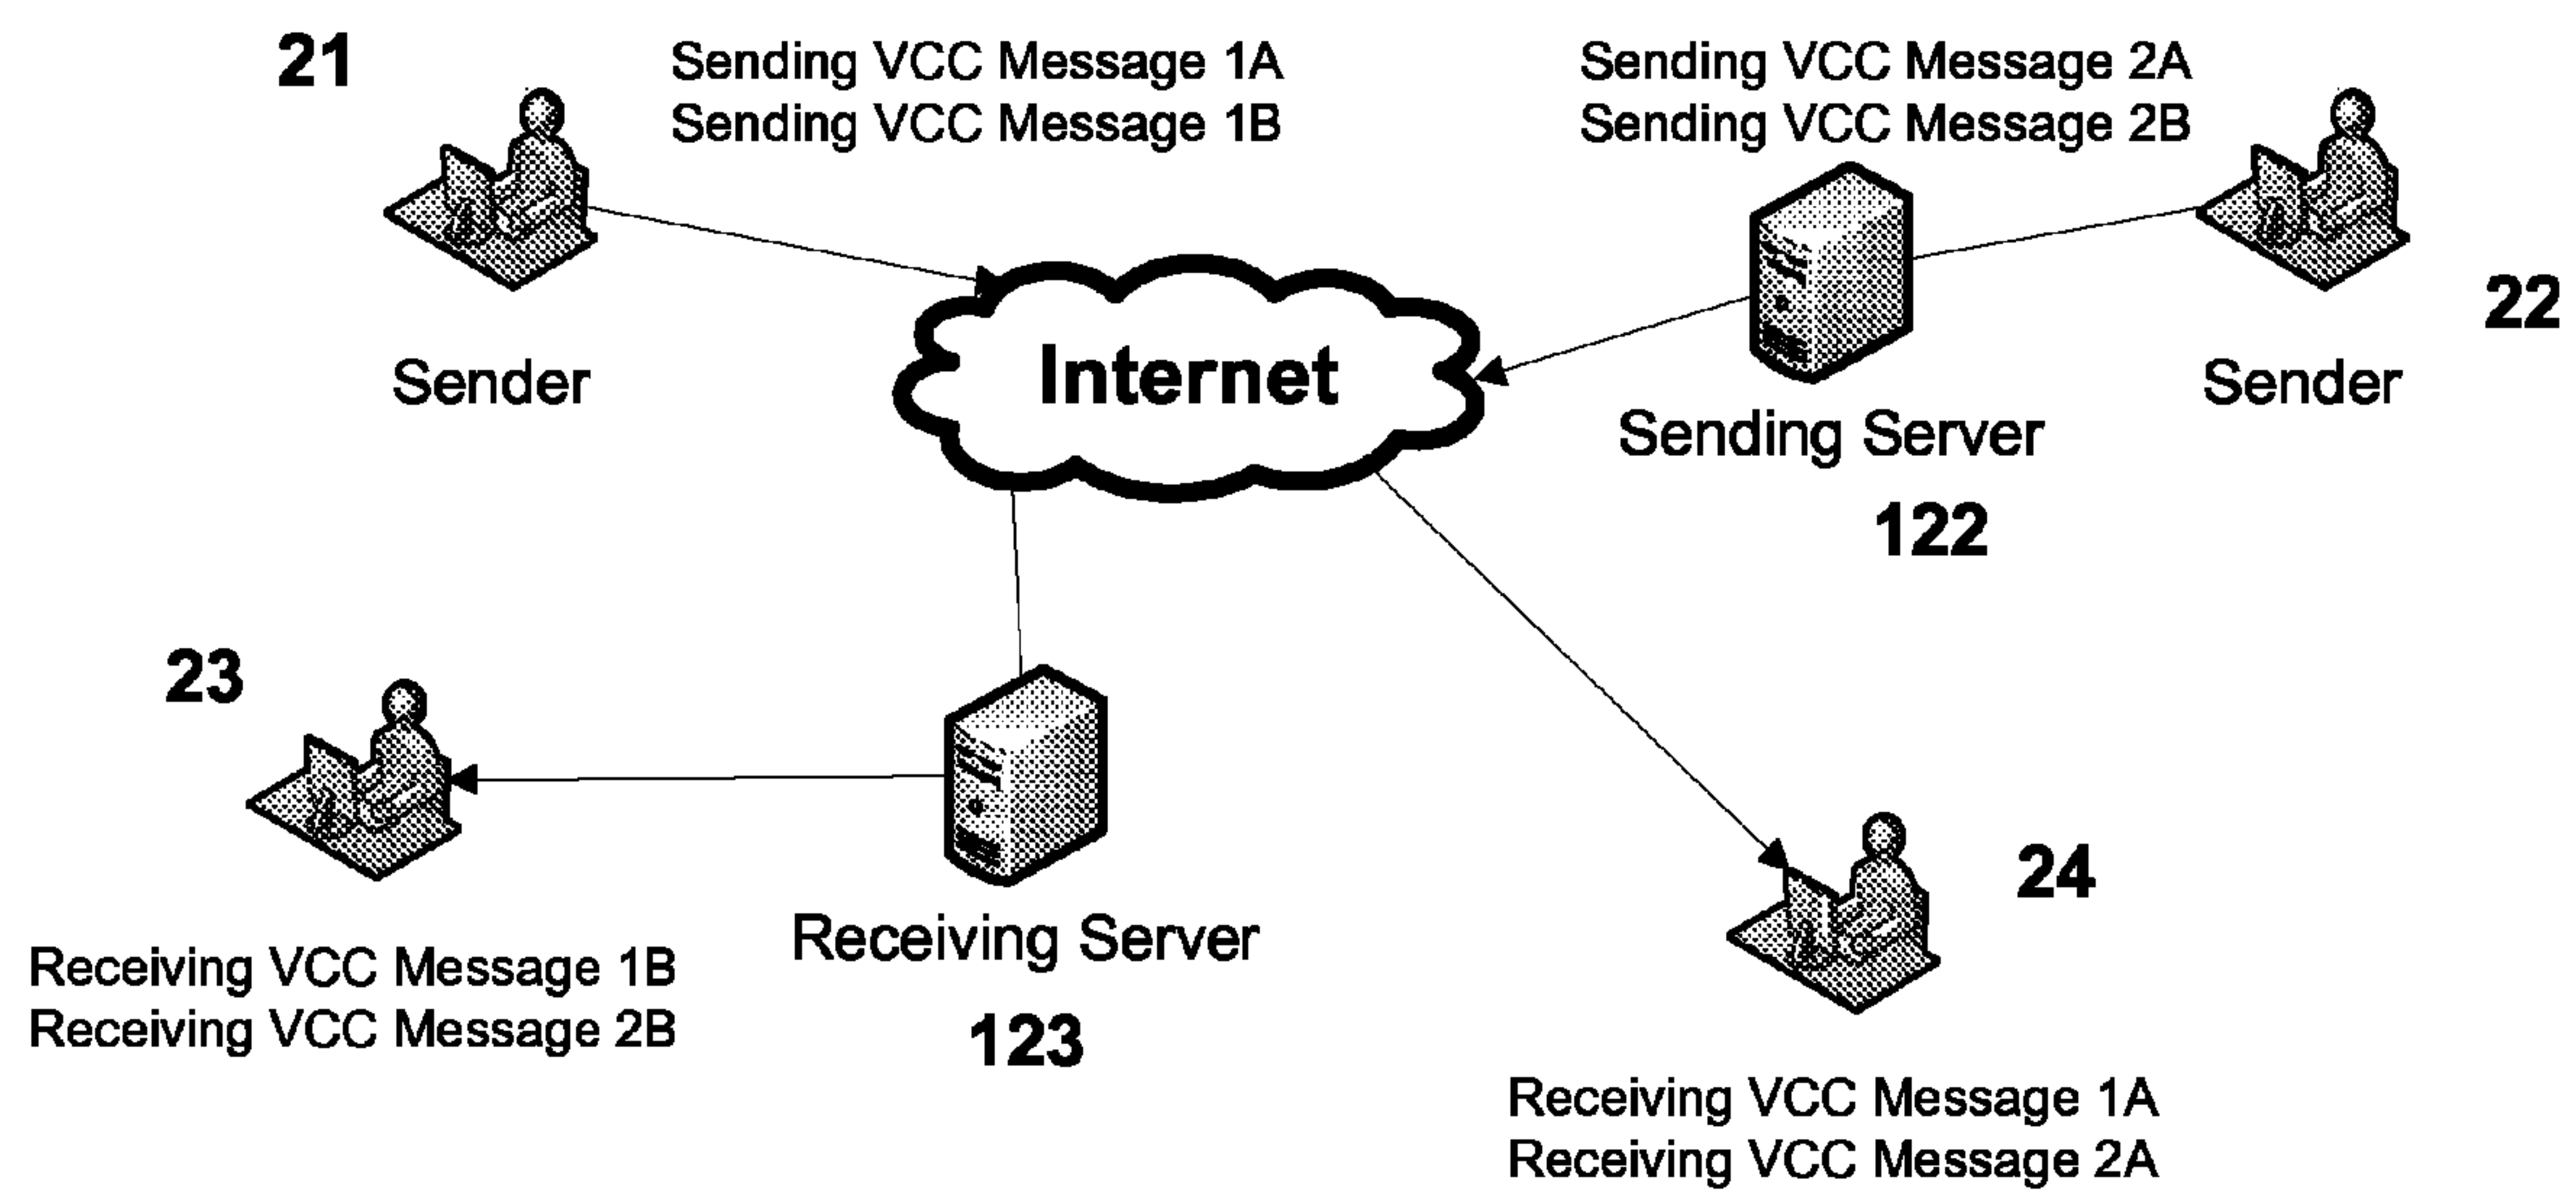 21
Sending VCC Message 1A
Sending VCC Message 1B
Sending VCC Message 2A
Sending VCC Message 2B
22
Sender
Internet
Sending Server
Sender
122
23
24
Receiving VCC Message 1B
Receiving VCC Message 2B
Receiving Server
123
Receiving VCC Message 1A
Receiving VCC Message 2A